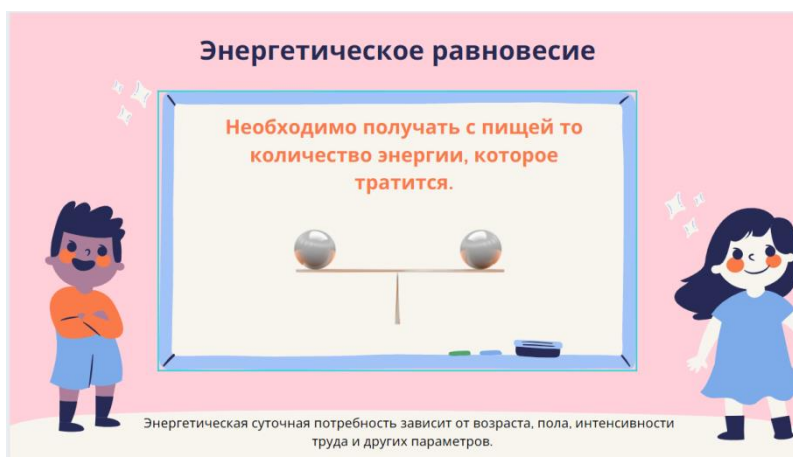 Энергетическое равновесие
Необходимо получать с пищей то
количество энергии, которое
тратится.
Энергетическая суточная потребность зависит от возраста, пола, интенсивности
труда и других параметров.